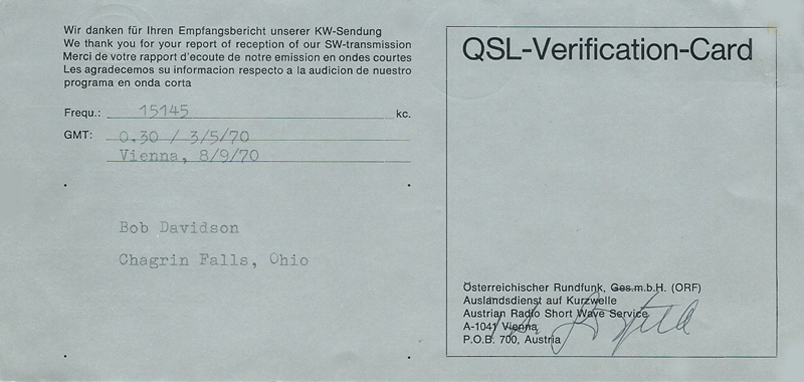 Wir danken für Ihren Empfangsbericht unserer KW-Sendung
We thank you for your report of reception of our SW-transmission
Merci de votre rapport d'ecoute de notre emission en ondes courtes
Les agradecemos su informacion respecto a la audicion de nuestro
programa en onda corta
Frequ.: 15145 kc.
GMT: 0.30 / 3/5/70
Vienna, 8/9/70
Bob Davidson
Chagrin Falls, Ohio
QSL-Verification-Card
Österreichischer Rundfunk, Ges.m.b.H. (ORF)
Auslandsdienst auf Kurzwelle
Austrian Radio Short Wave Service
A-1041 Vienna
P.O.B. 700, Austria